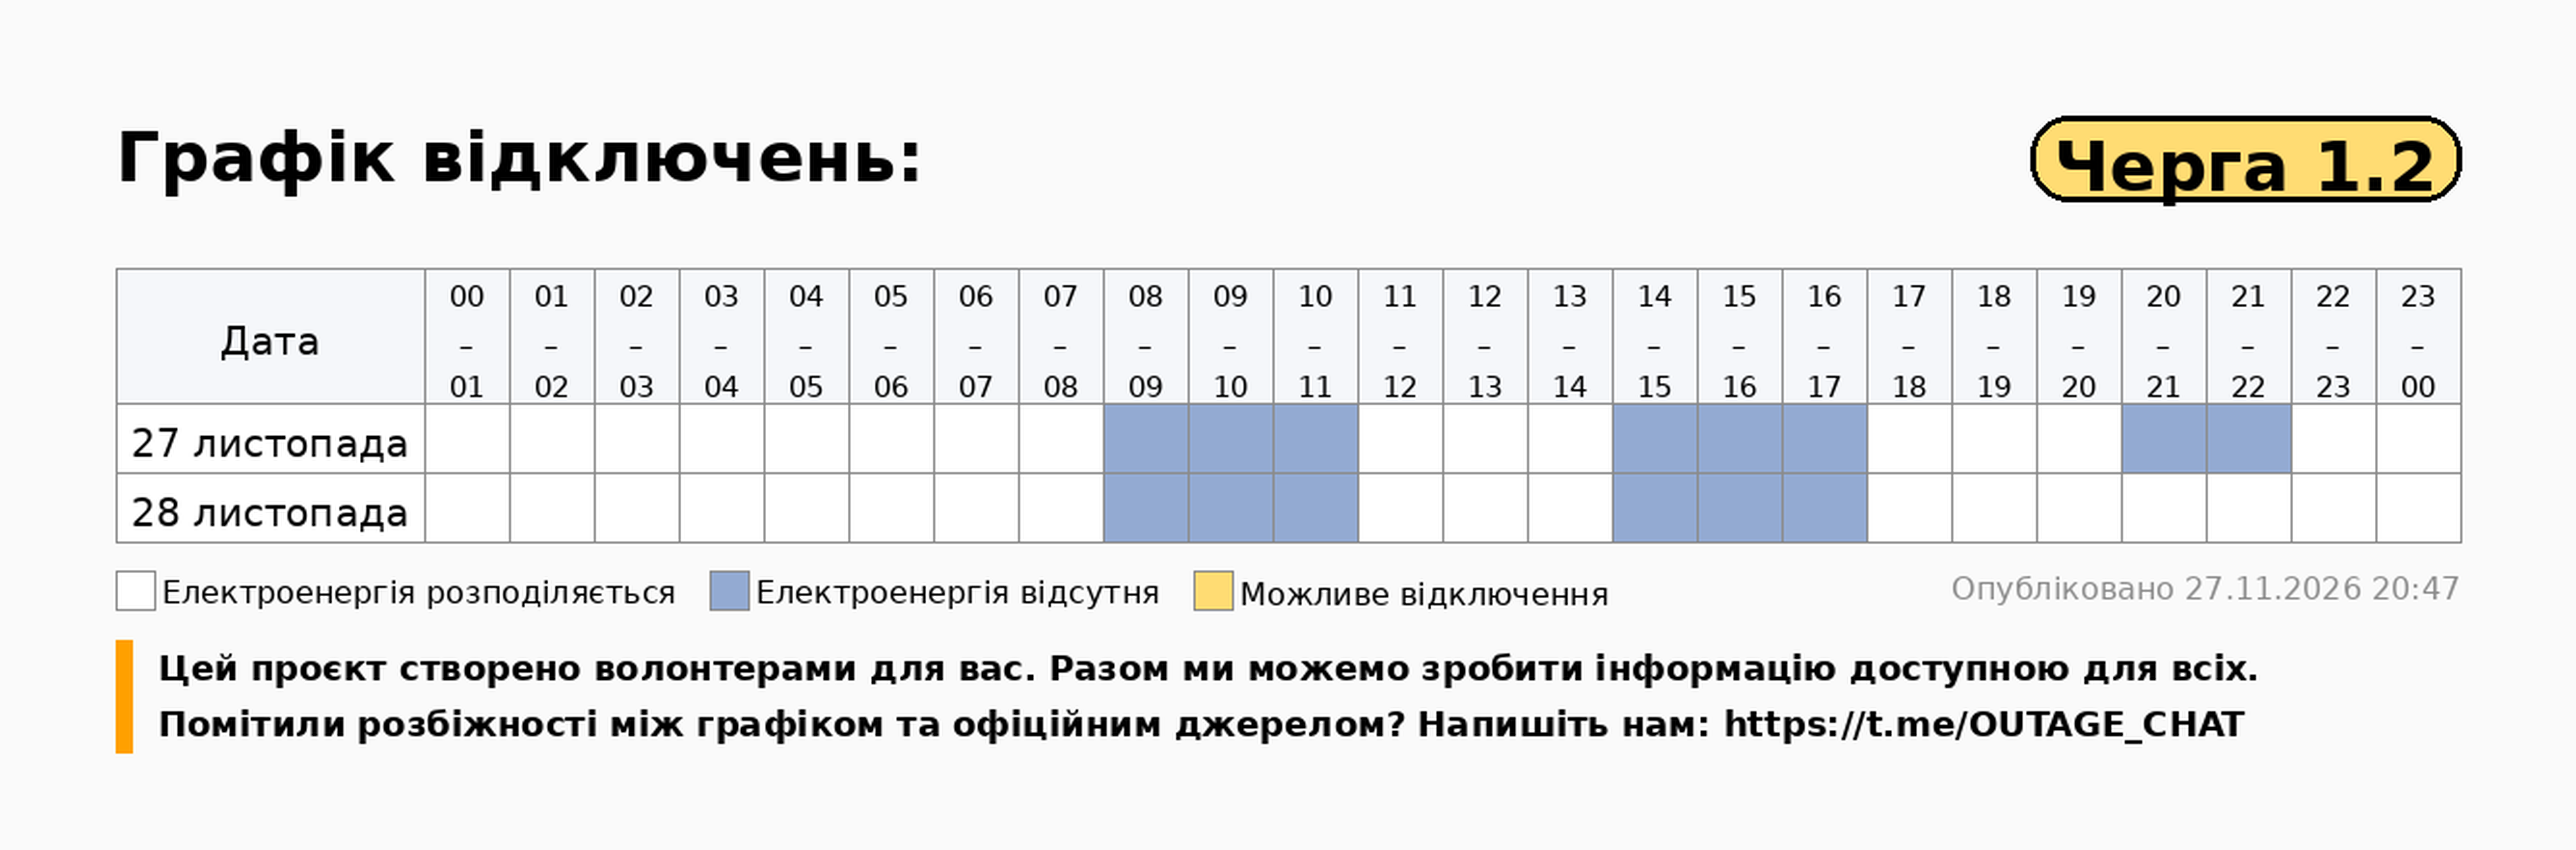 Графік відключень:
Черга 1.2
Дата 00 – 01 01 – 02 02 – 03 03 – 04 04 – 05 05 – 06 06 – 07 07 – 08 08 – 09 09 – 10 10 – 11 11 – 12 12 – 13 13 – 14 14 – 15 15 – 16 16 – 17 17 – 18 18 – 19 19 – 20 20 – 21 21 – 22 22 – 23 23 – 00
27 листопада
28 листопада
Електроенергія розподіляється Електроенергія відсутня Можливе відключення
Опубліковано 27.11.2026 20:47
Цей проєкт створено волонтерами для вас. Разом ми можемо зробити інформацію доступною для всіх.
Помітили розбіжності між графіком та офіційним джерелом? Напишіть нам: https://t.me/OUTAGE_CHAT